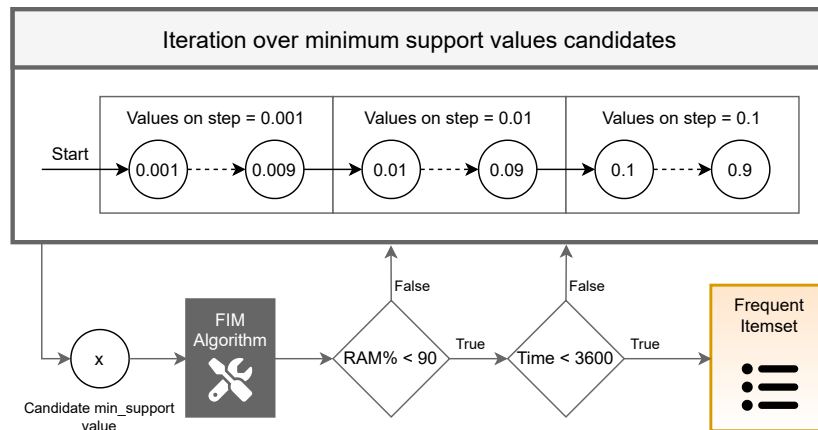 Iteration over minimum support values candidates
Values on step = 0.001
Values on step = 0.01
Values on step = 0.1
Start
0.001
0.009
0.01
0.09
0.1
0.9
False
False
FIM
Algorithm
Frequent
Itemset
x
RAM% < 90
True
Time < 3600
True
Candidate min_support
value